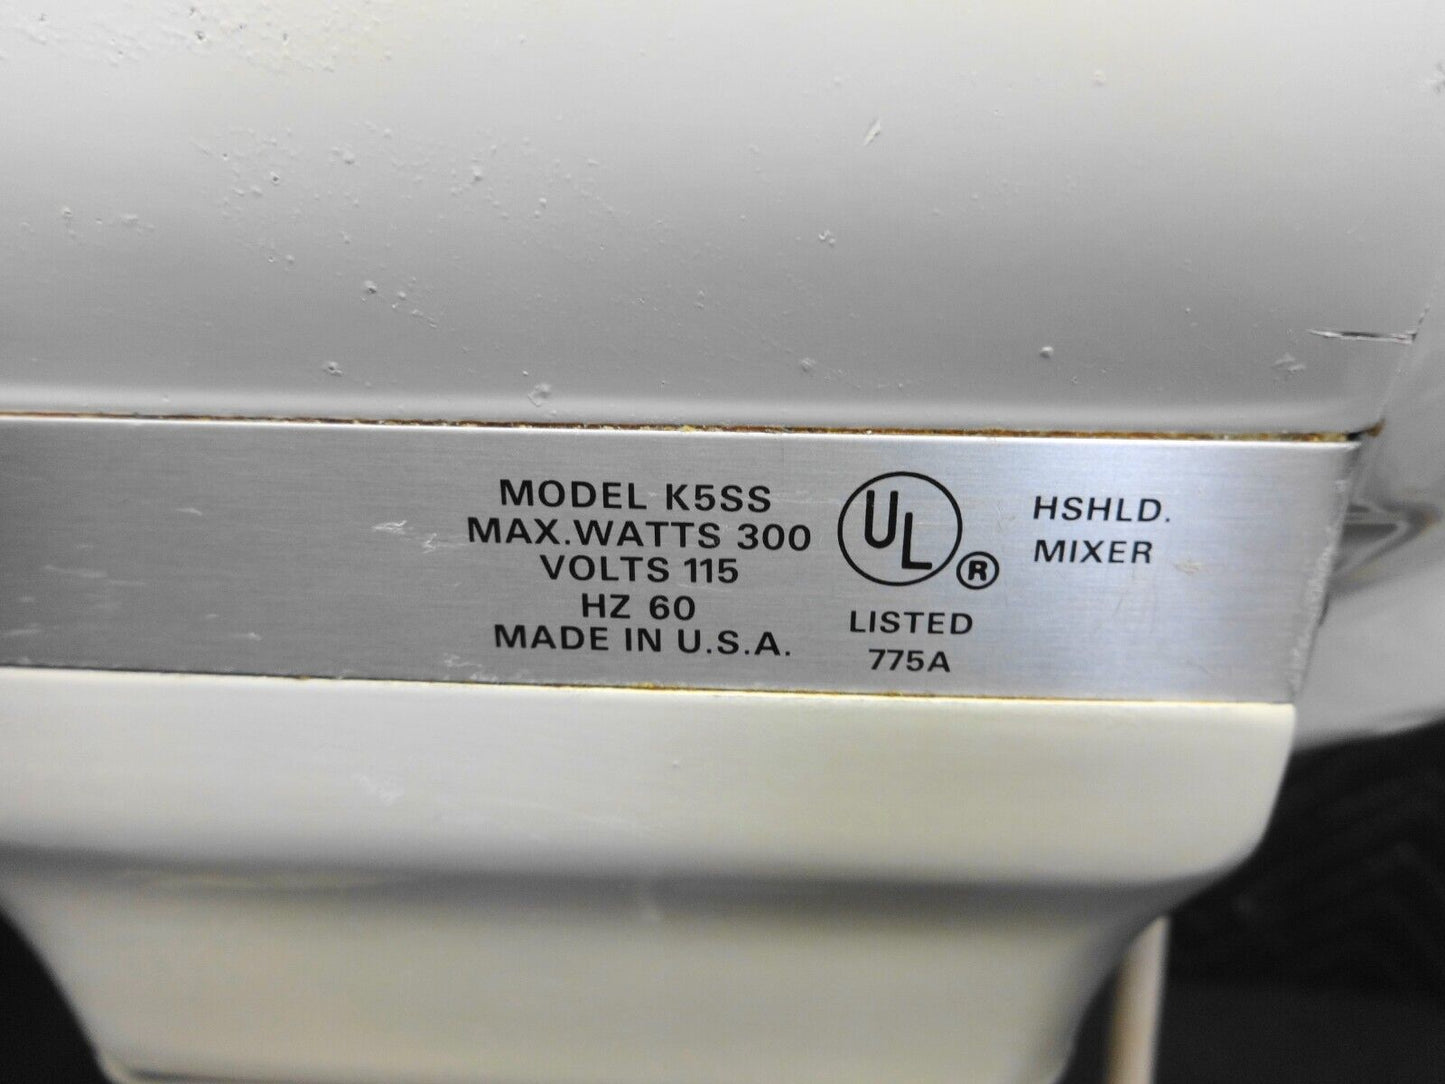 MODEL K5SS
MAX.WATTS 300
VOLTS 115
HZ 60
MADE IN U.S.A.
UL ®
LISTED
775A
HSHLD.
MIXER